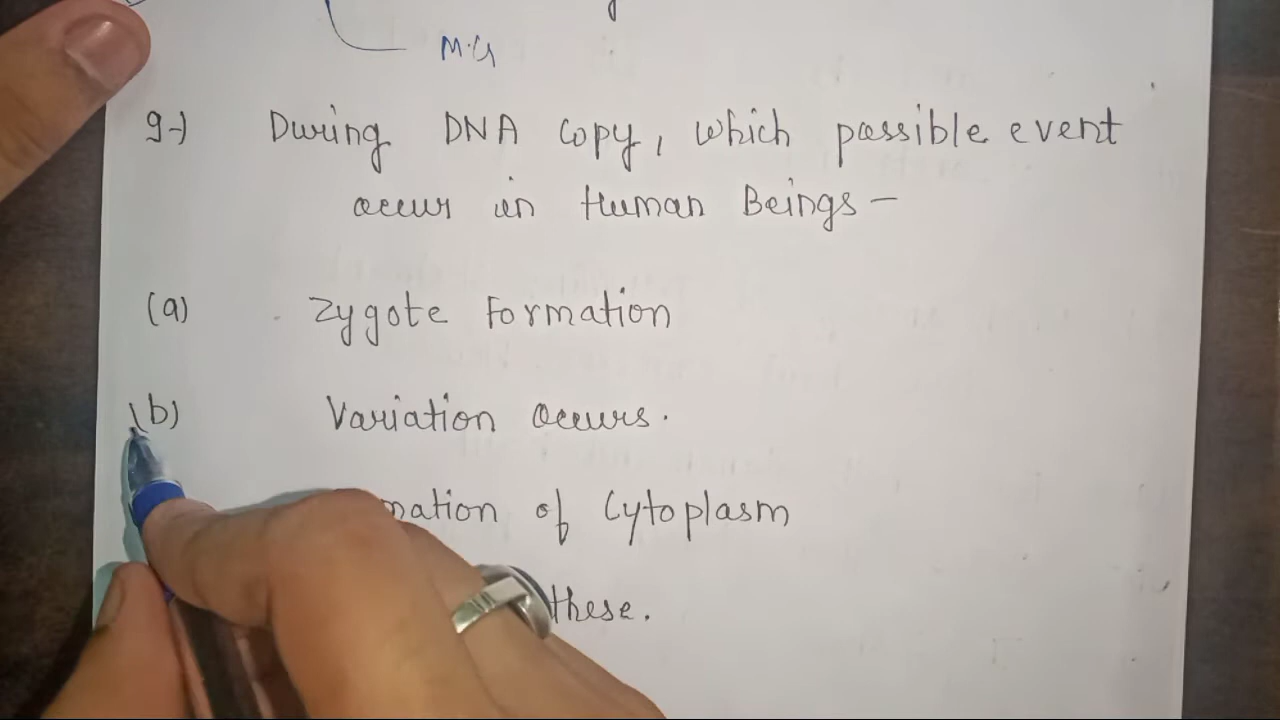 M.G
9-) During DNA Copy, which possible event
occur in Human Beings -
(a) Zygote Formation
(b) Variation occurs.
of Cytoplasm
these.